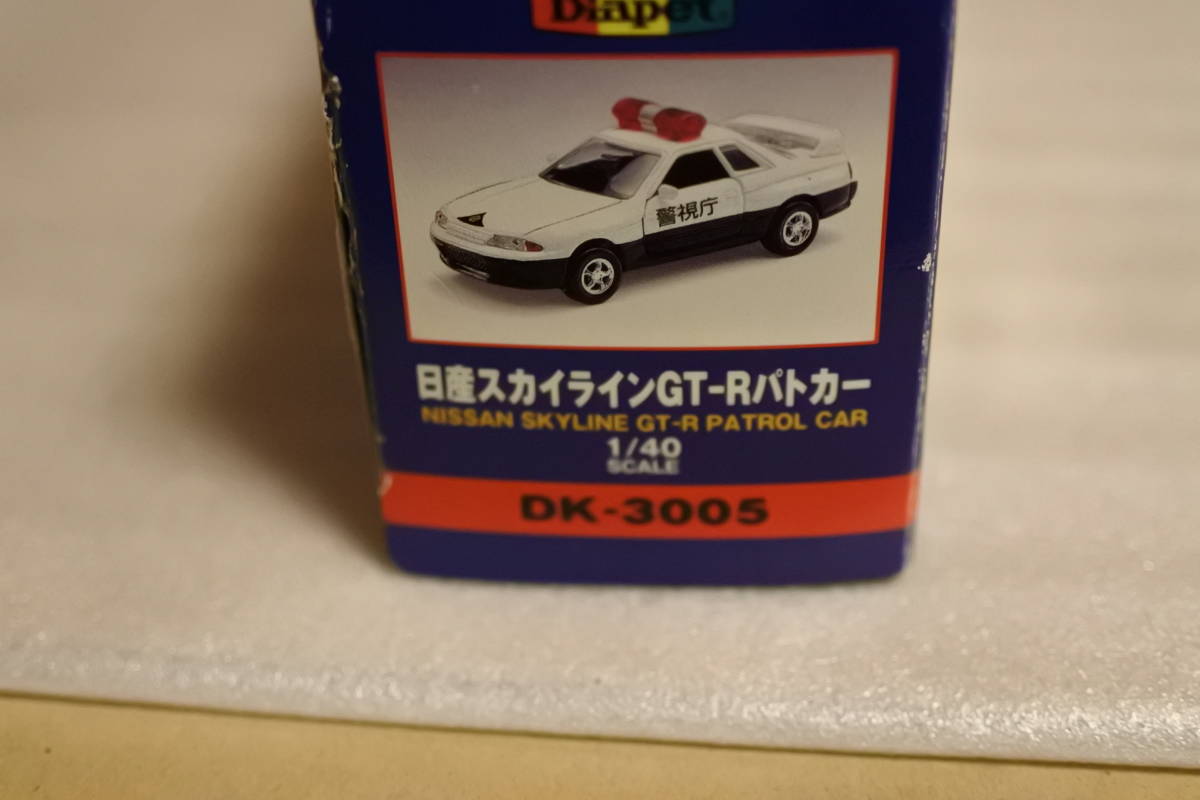 Diapet
警視庁
日産スカイラインGT-Rパトカー
NISSAN SKYLINE GT-R PATROL CAR
1/40
SCALE
DK-3005